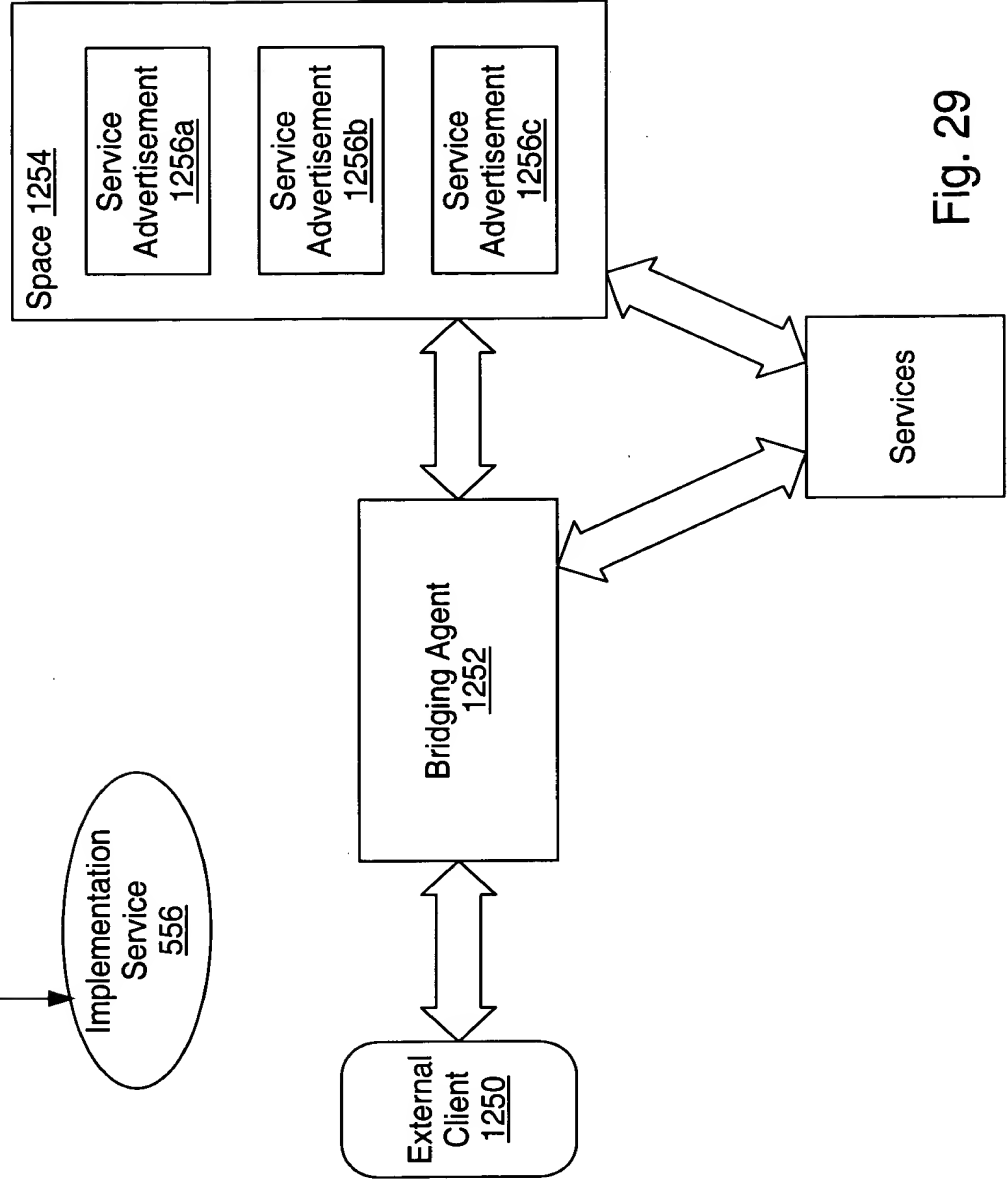 Implementation
Service
556
External
Client
1250
Bridging Agent
1252
Space 1254
Service
Advertisement
1256a
Service
Advertisement
1256b
Service
Advertisement
1256c
Services
Fig. 29